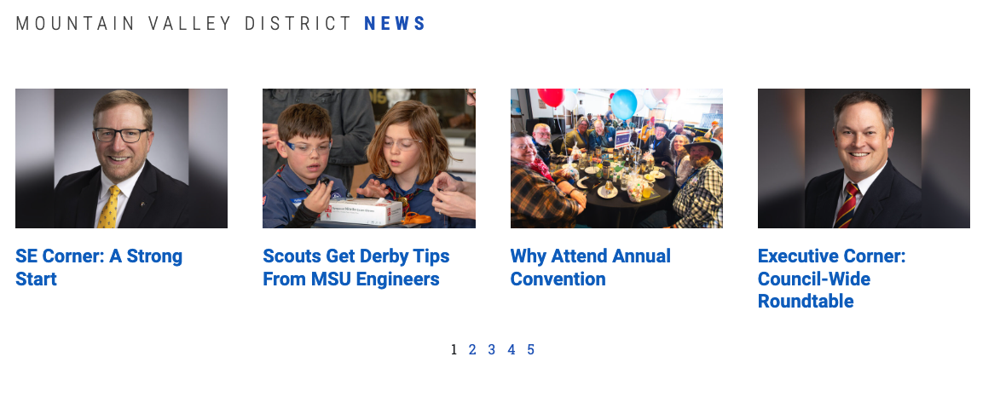 MOUNTAIN VALLEY DISTRICT NEWS
SE Corner: A Strong
Start
Scouts Get Derby Tips
From MSU Engineers
Why Attend Annual
Convention
Executive Corner:
Council-Wide
Roundtable
1 2 3 4 5